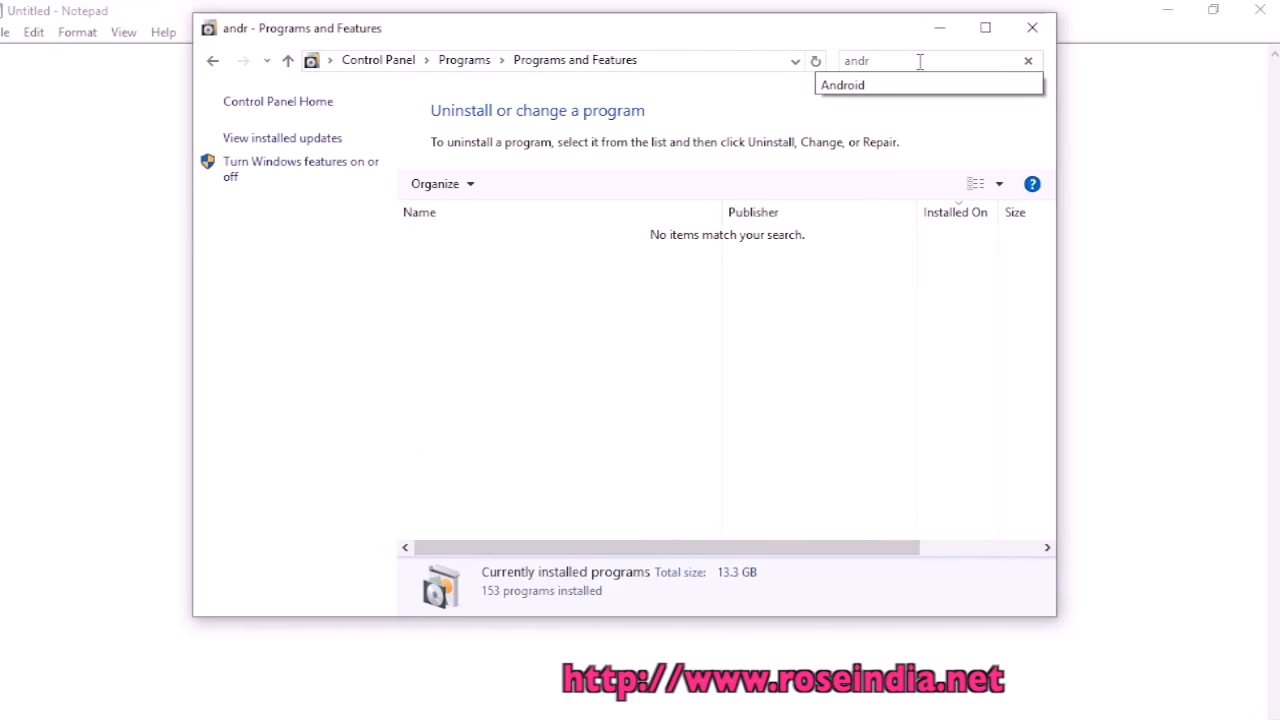 Untitled - Notepad
le Edit Format View Help
andr - Programs and Features
Control Panel Programs Programs and Features
andr
Android
Control Panel Home
View installed updates
Turn Windows features on or
off
Uninstall or change a program
To uninstall a program, select it from the list and then click Uninstall, Change, or Repair.
Organize
Name Publisher Installed On Size
No items match your search.
Currently installed programs Total size: 13.3 GB
153 programs installed
http://www.roseindia.net